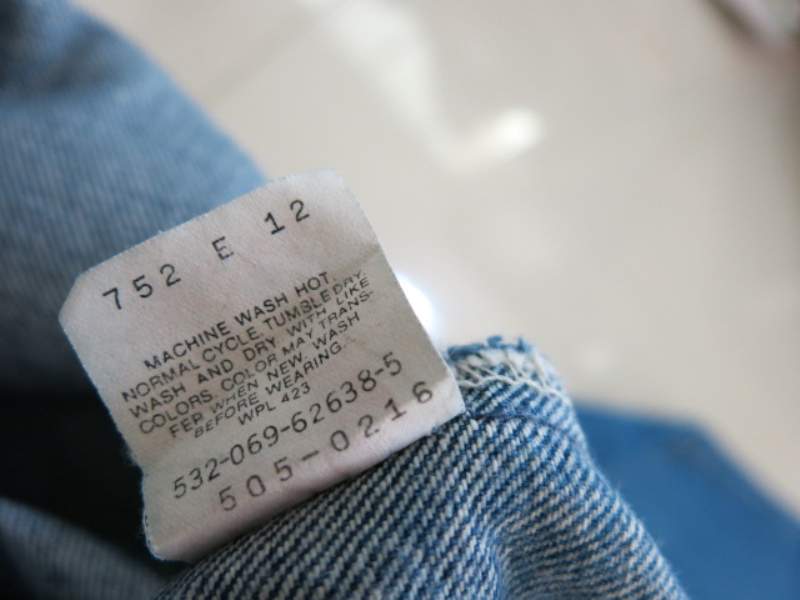 752 E 12
MACHINE WASH HOT,
NORMAL CYCLE. TUMBLE DRY.
WASH AND DRY WITH LIKE
COLORS. COLOR MAY TRANS-
FER WHEN NEW. WASH
BEFORE WEARING.
WPL 423
532-069-62638-5
505-0216